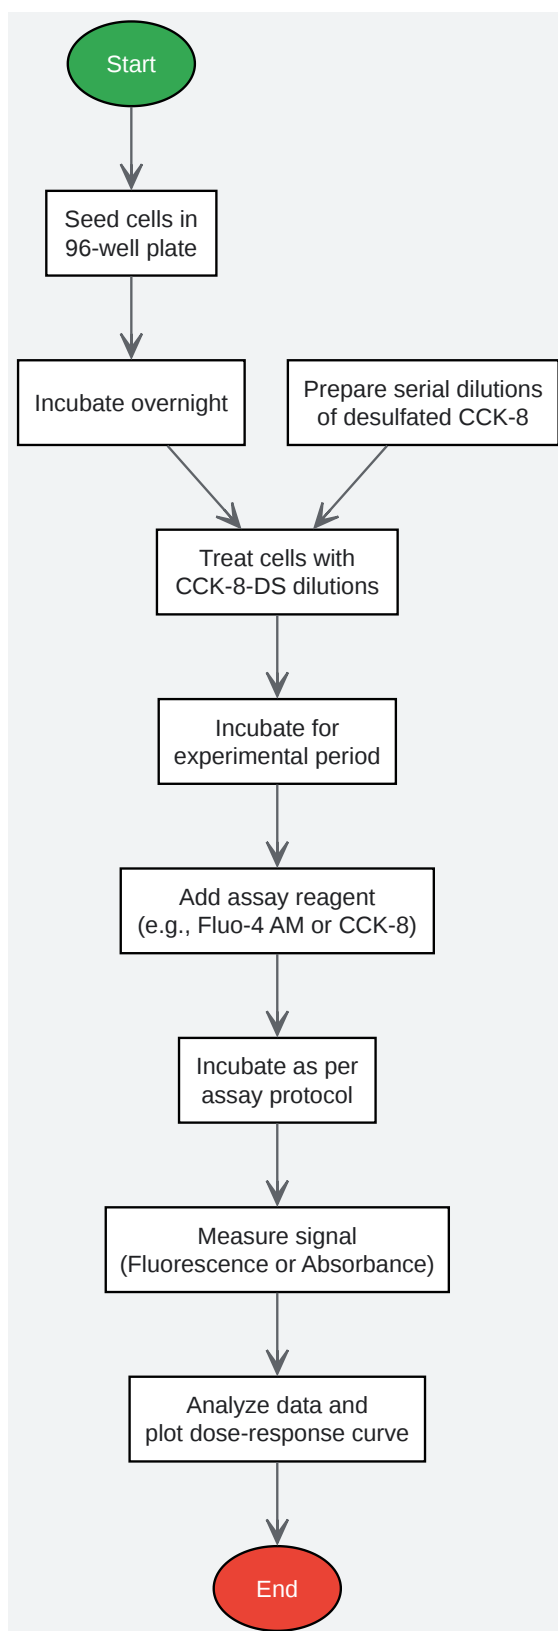 Start
Seed cells in
96-well plate
Incubate overnight
Prepare serial dilutions
of desulfated CCK-8
Treat cells with
CCK-8-DS dilutions
Incubate for
experimental period
Add assay reagent
(e.g., Fluo-4 AM or CCK-8)
Incubate as per
assay protocol
Measure signal
(Fluorescence or Absorbance)
Analyze data and
plot dose-response curve
End